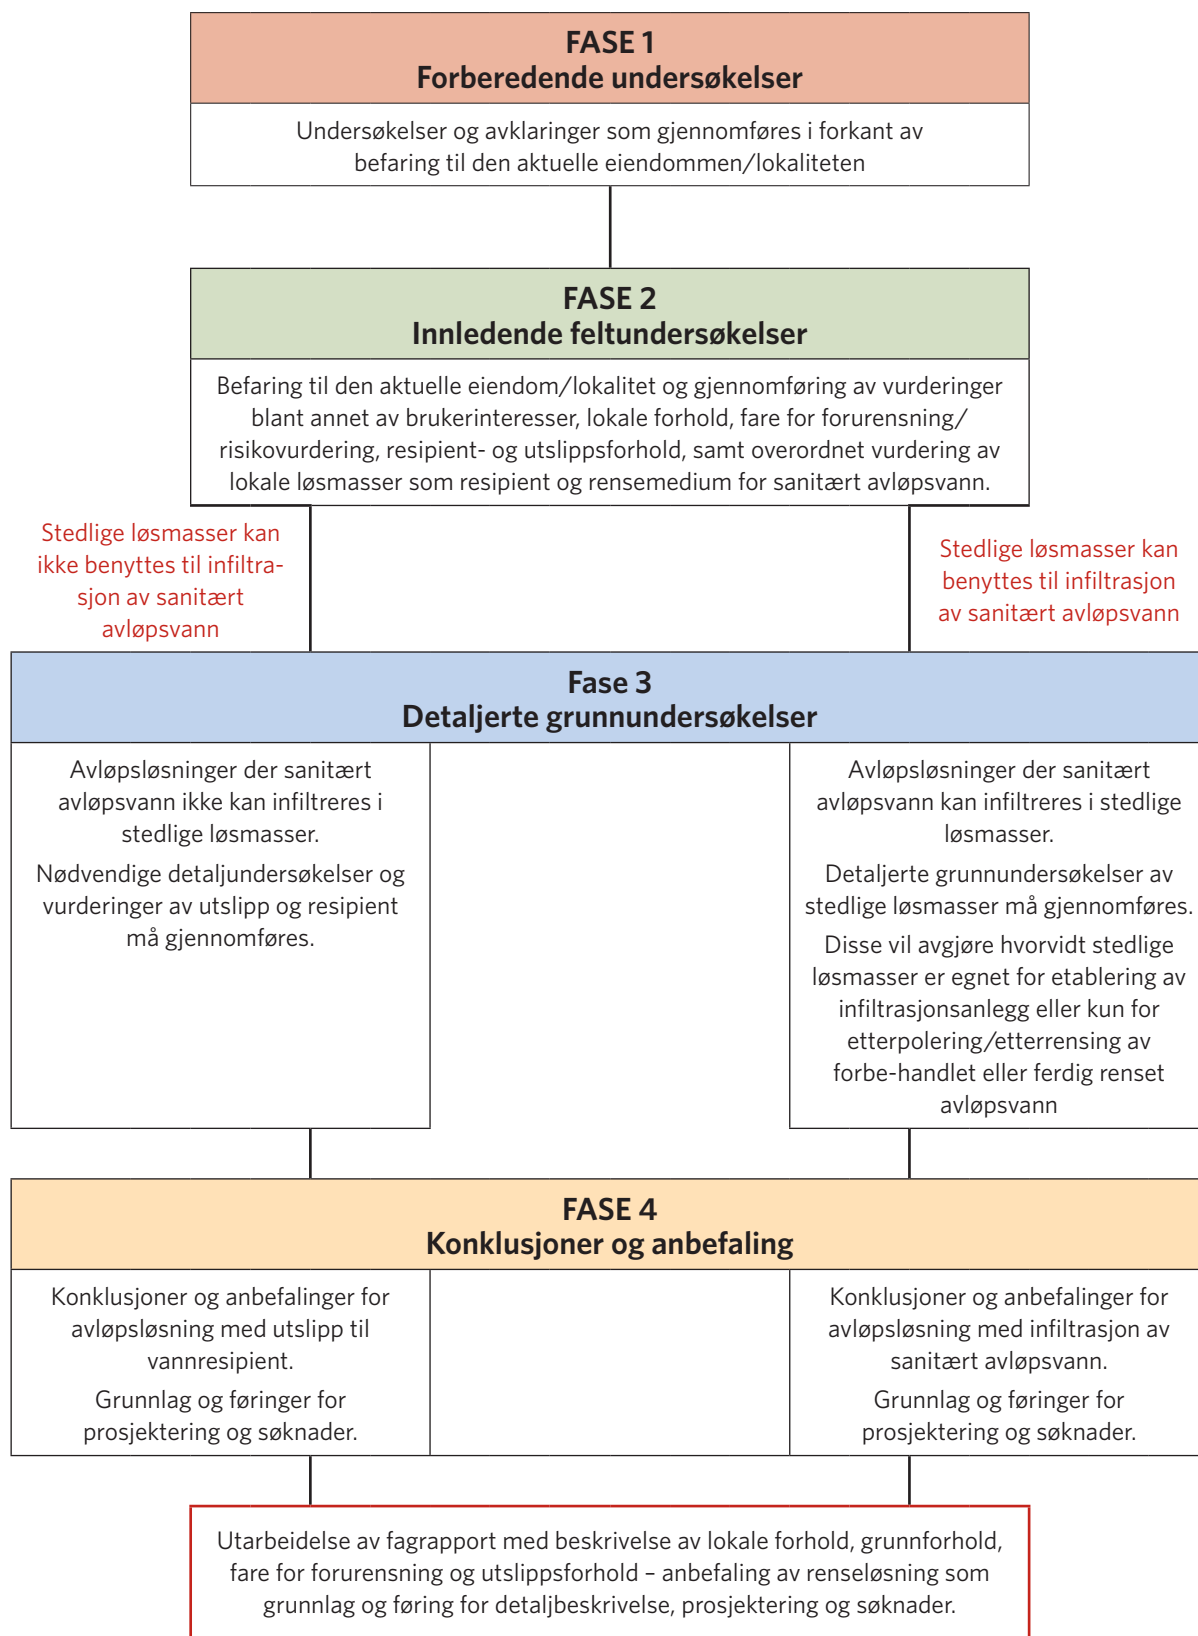 FASE 1
Forberedende undersøkelser
Undersøkelser og avklaringer som gjennomføres i forkant av
befaring til den aktuelle eiendommen/lokaliteten
FASE 2
Innledende feltundersøkelser
Befaring til den aktuelle eiendom/lokalitet og gjennomføring av vurderinger
blant annet av brukerinteresser, lokale forhold, fare for forurensning/
risikovurdering, resipient- og utslippsforhold, samt overordnet vurdering av
lokale løsmasser som resipient og rensemedium for sanitært avløpsvann.
Stedlige løsmasser kan
ikke benyttes til infiltra-
sjon av sanitært
avløpsvann
Stedlige løsmasser kan
benyttes til infiltrasjon
av sanitært avløpsvann
Fase 3
Detaljerte grunnundersøkelser
Avløpsløsninger der sanitært
avløpsvann ikke kan infiltreres i
stedlige løsmasser.
Nødvendige detaljundersøkelser og
vurderinger av utslipp og resipient
må gjennomføres.
Avløpsløsninger der sanitært
avløpsvann kan infiltreres i stedlige
løsmasser.
Detaljerte grunnundersøkelser av
stedlige løsmasser må gjennomføres.
Disse vil avgjøre hvorvidt stedlige
løsmasser er egnet for etablering av
infiltrasjonsanlegg eller kun for
etterpolering/etterrensing av
forbe-handlet eller ferdig renset
avløpsvann
FASE 4
Konklusjoner og anbefaling
Konklusjoner og anbefalinger for
avløpsløsning med utslipp til
vannresipient.
Grunnlag og føringer for
prosjektering og søknader.
Konklusjoner og anbefalinger for
avløpsløsning med infiltrasjon av
sanitært avløpsvann.
Grunnlag og føringer for
prosjektering og søknader.
Utarbeidelse av fagrapport med beskrivelse av lokale forhold, grunnforhold,
fare for forurensning og utslippsforhold – anbefaling av renseløsning som
grunnlag og føring for detaljbeskrivelse, prosjektering og søknader.